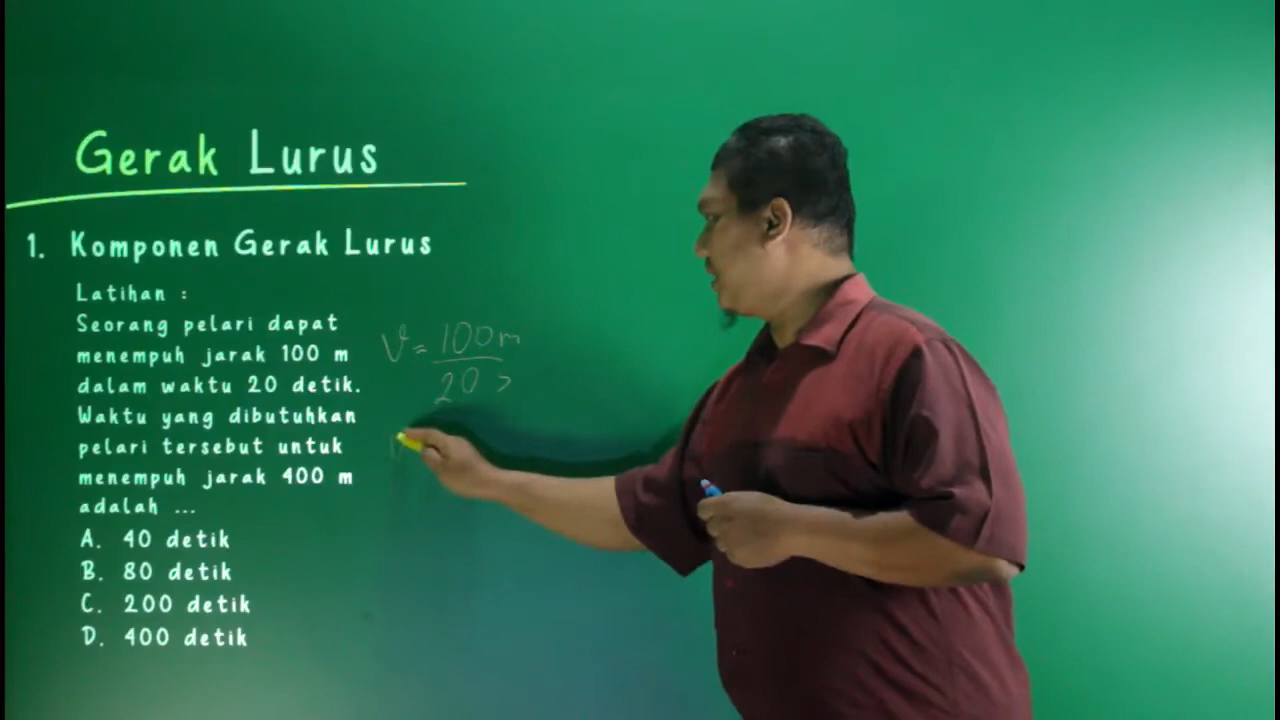 Gerak Lurus
1. Komponen Gerak Lurus
Latihan :
Seorang pelari dapat
menempuh jarak 100 m
dalam waktu 20 detik.
Waktu yang dibutuhkan
pelari tersebut untuk
menempuh jarak 400 m
adalah ...
A. 40 detik
B. 80 detik
C. 200 detik
D. 400 detik
V = 100 m
20 s